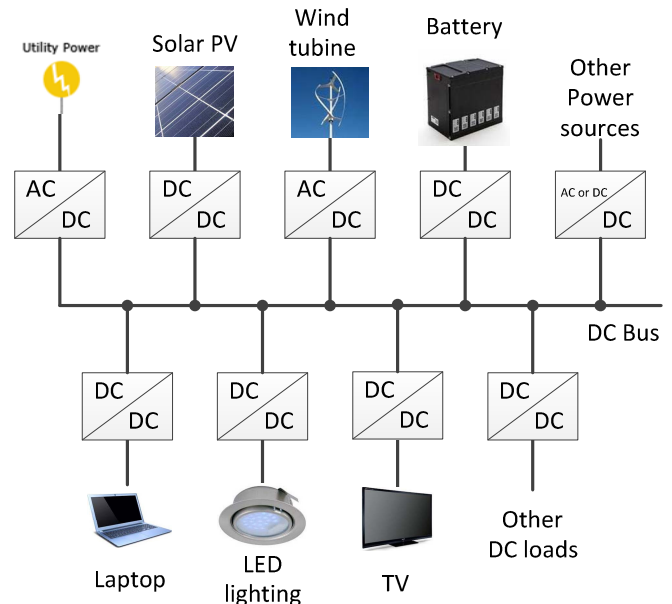 Utility Power
Solar PV
Wind
tubine
Battery
Other
Power
sources
AC
DC
DC
DC
AC
DC
DC
DC
AC or DC
DC
DC Bus
DC
DC
DC
DC
DC
DC
DC
DC
Laptop
LED
lighting
TV
Other
DC loads